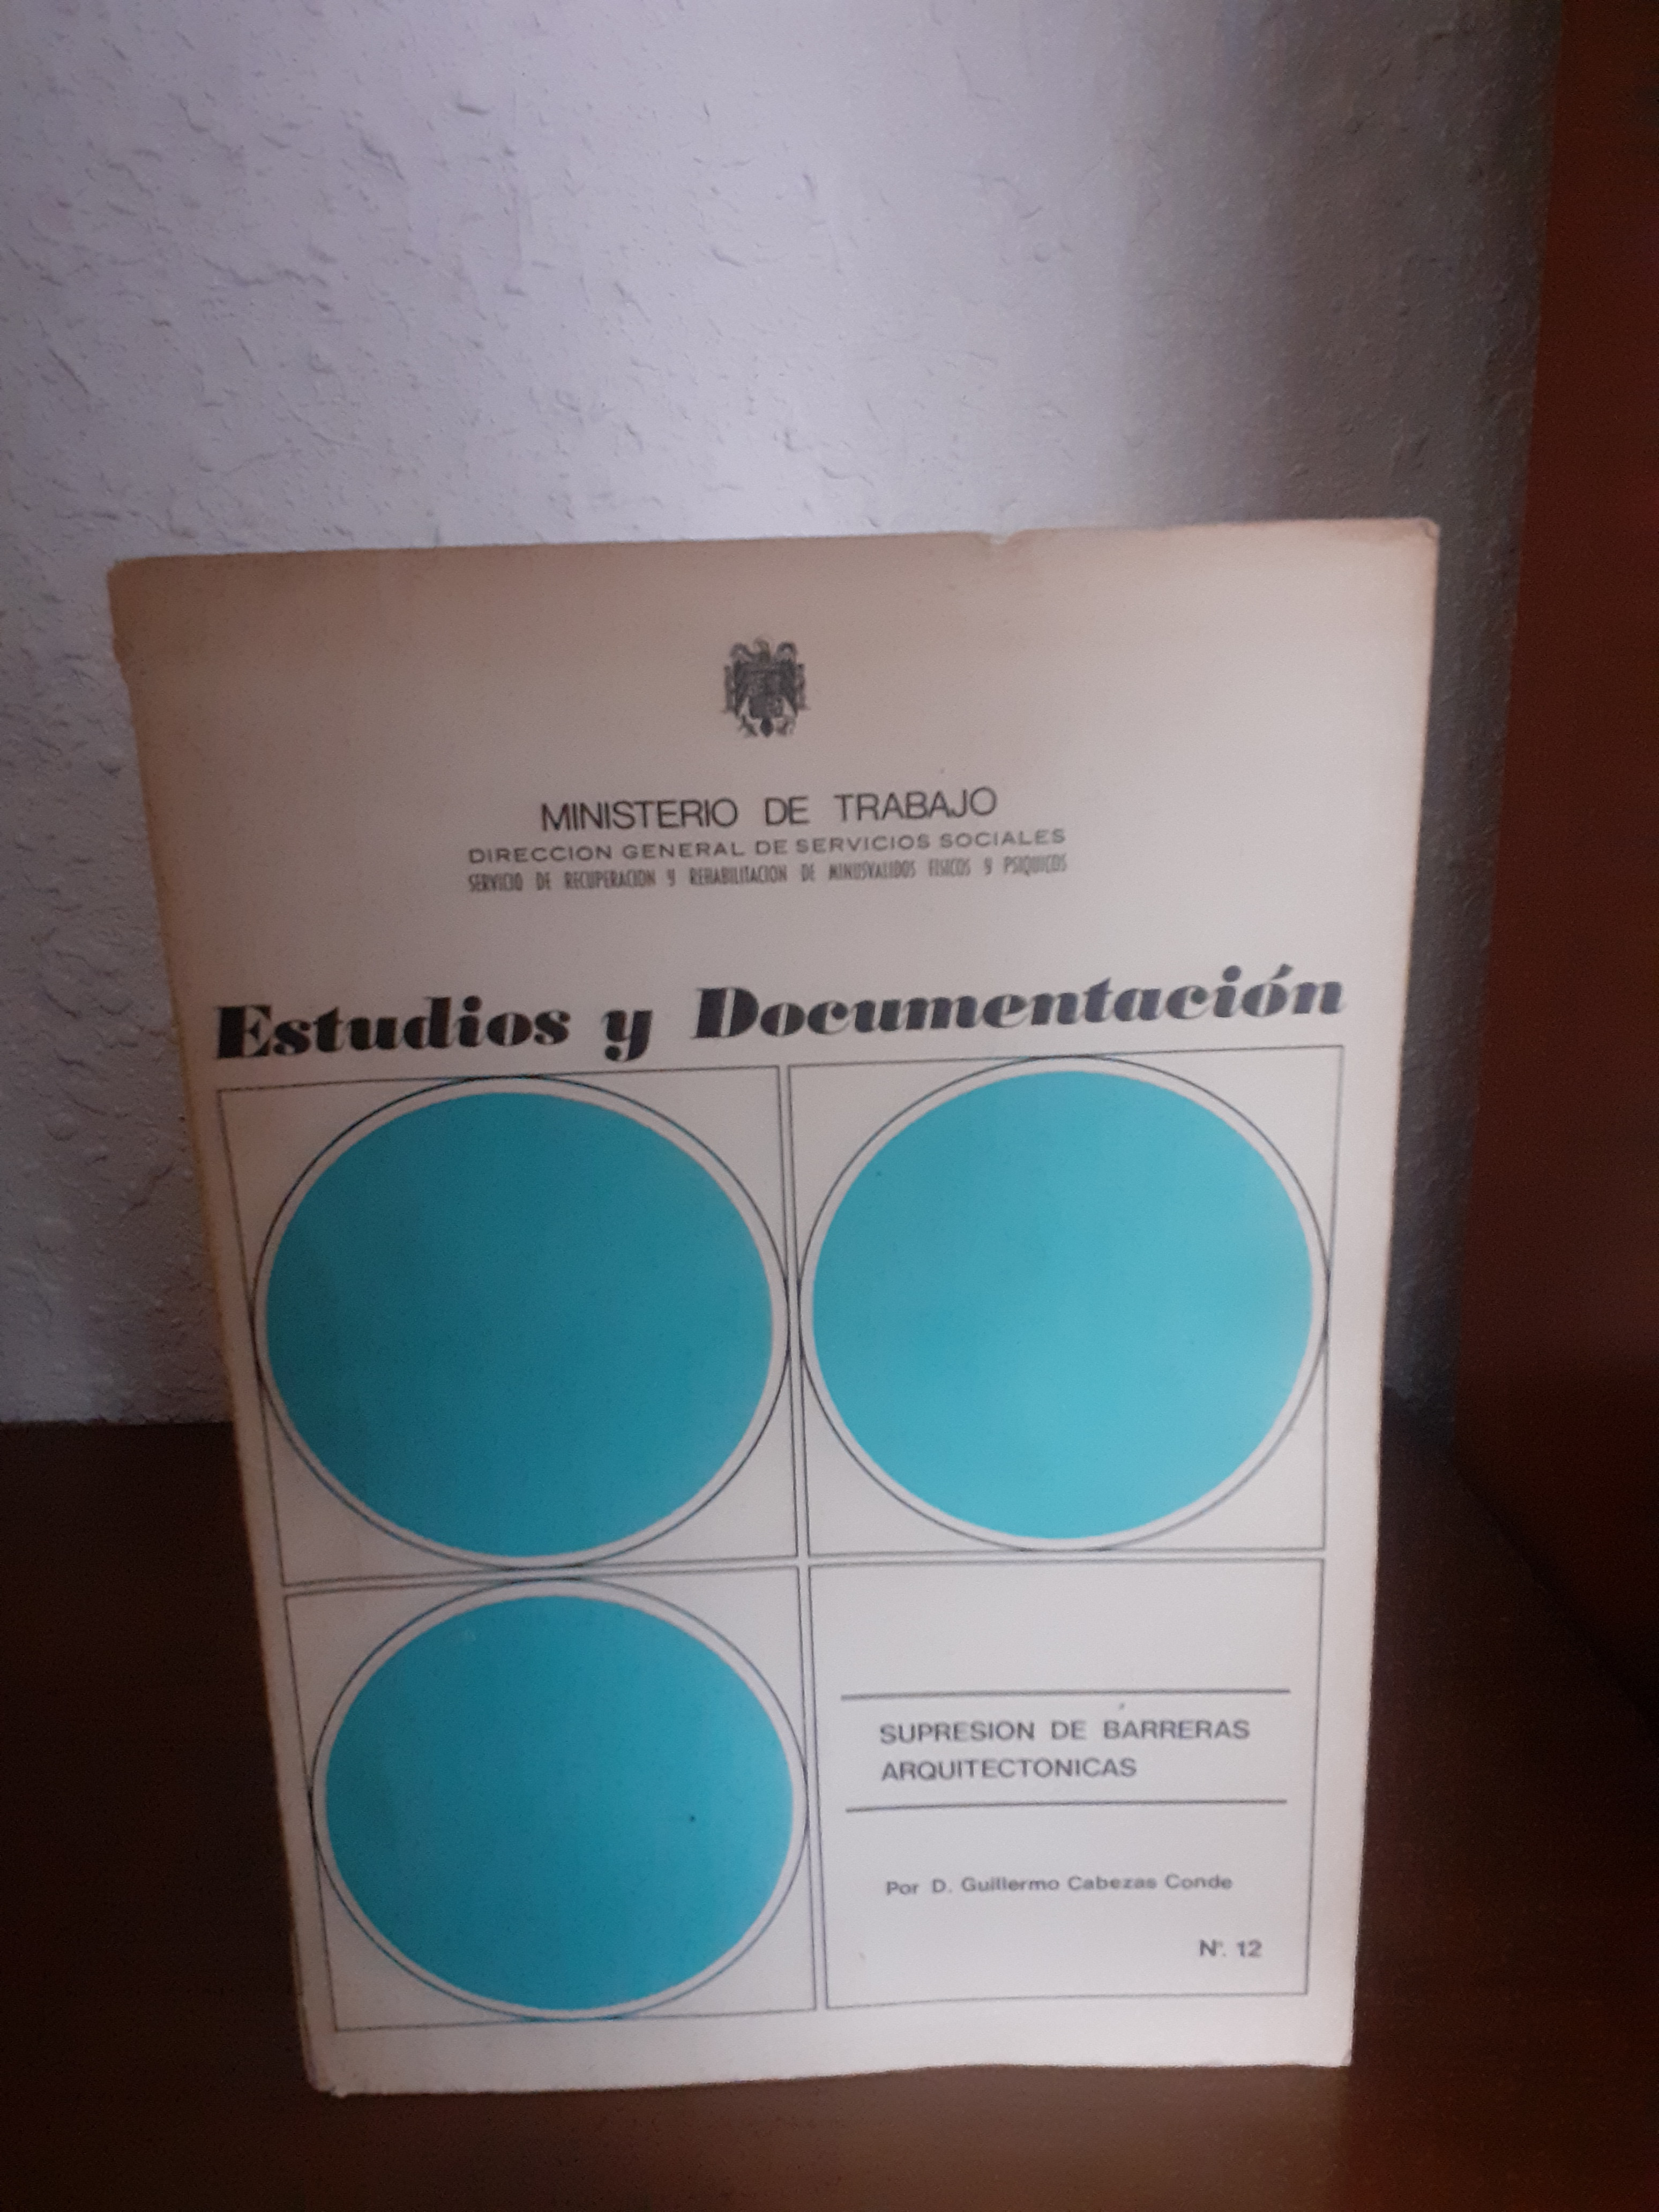 MINISTERIO DE TRABAJO
DIRECCION GENERAL DE SERVICIOS SOCIALES
SERVICIO DE RECUPERACION Y REHABILITACION DE MINUSVALIDOS FISICOS Y PSIQUICOS
Estudios y Documentación
SUPRESION DE BARRERAS
ARQUITECTONICAS
Por D. Guillermo Cabezas Conde
Nº. 12